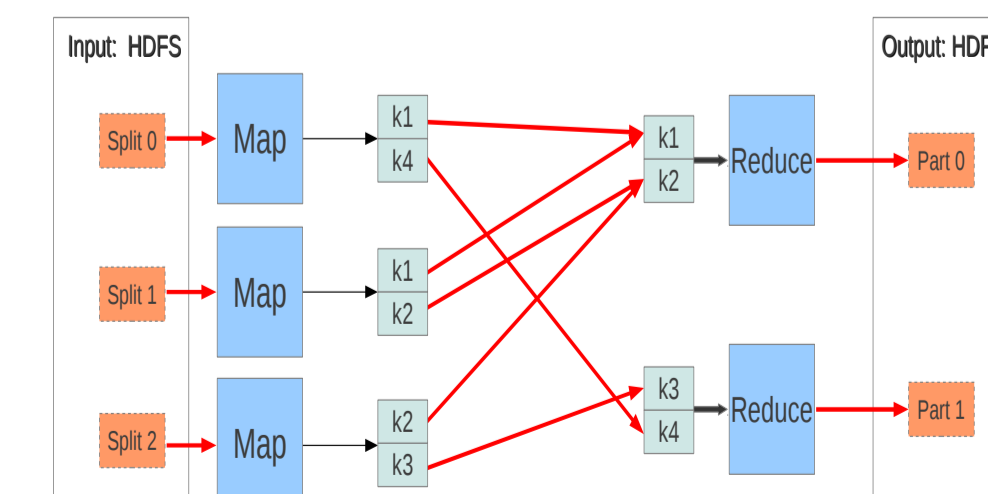 Input: HDFS
Split 0
Map
k1
k4
k1
k2
Reduce
Part 0
Split 1
Map
k1
k2
Split 2
Map
k2
k3
k3
k4
Reduce
Part 1
Output: HDF